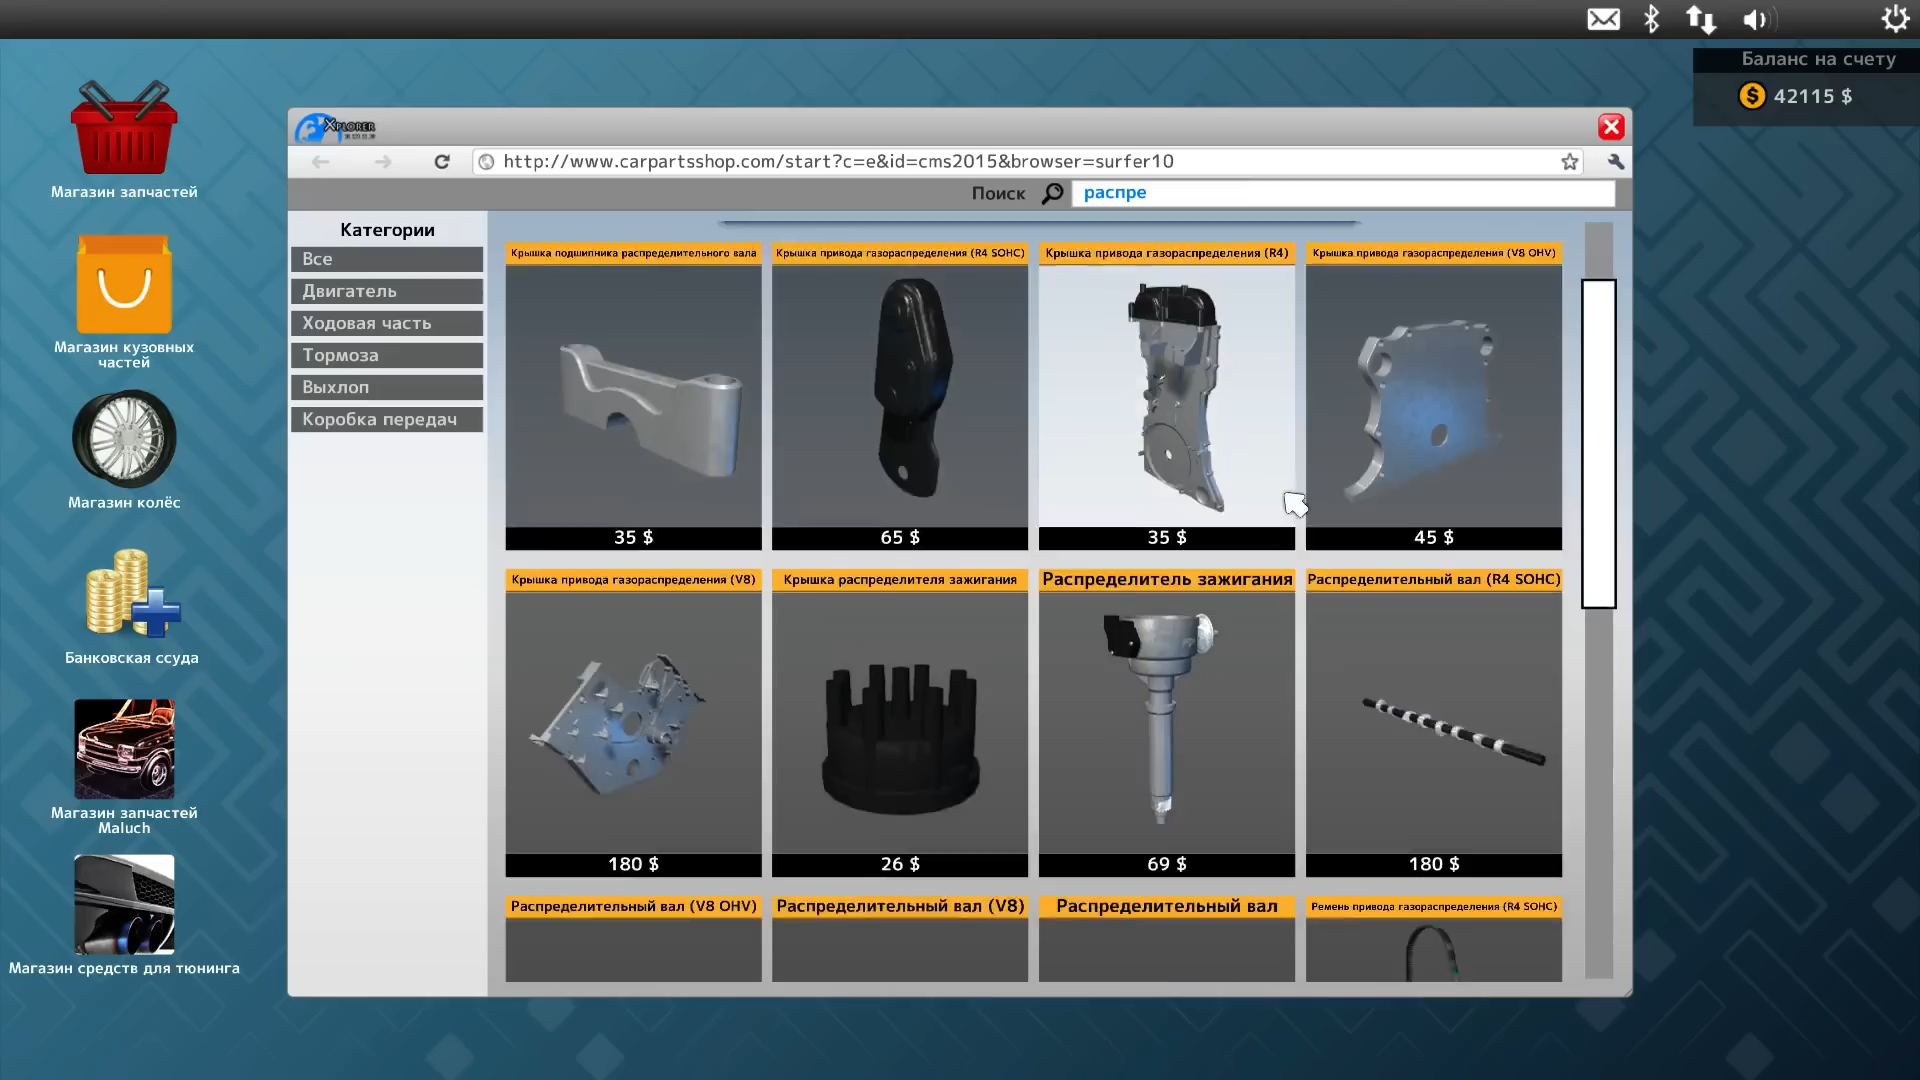 Баланс на счету
42115 $
Магазин запчастей
Магазин кузовных
частей
Магазин колёс
Банковская ссуда
Магазин запчастей
Maluch
Магазин средств для тюнинга
XPLORER
http://www.carpartsshop.com/start?c=e&id=cms2015&browser=surfer10
Поиск
распре
Категории
Все
Двигатель
Ходовая часть
Тормоза
Выхлоп
Коробка передач
Крышка подшипника распределительного вала
Крышка привода газораспределения (R4 SOHC)
Крышка привода газораспределения (R4)
Крышка привода газораспределения (V8 OHV)
35 $
65 $
35 $
45 $
Крышка привода газораспределения (V8)
Крышка распределителя зажигания
Распределитель зажигания
Распределительный вал (R4 SOHC)
180 $
26 $
69 $
180 $
Распределительный вал (V8 OHV)
Распределительный вал (V8)
Распределительный вал
Ремень привода газораспределения (R4 SOHC)